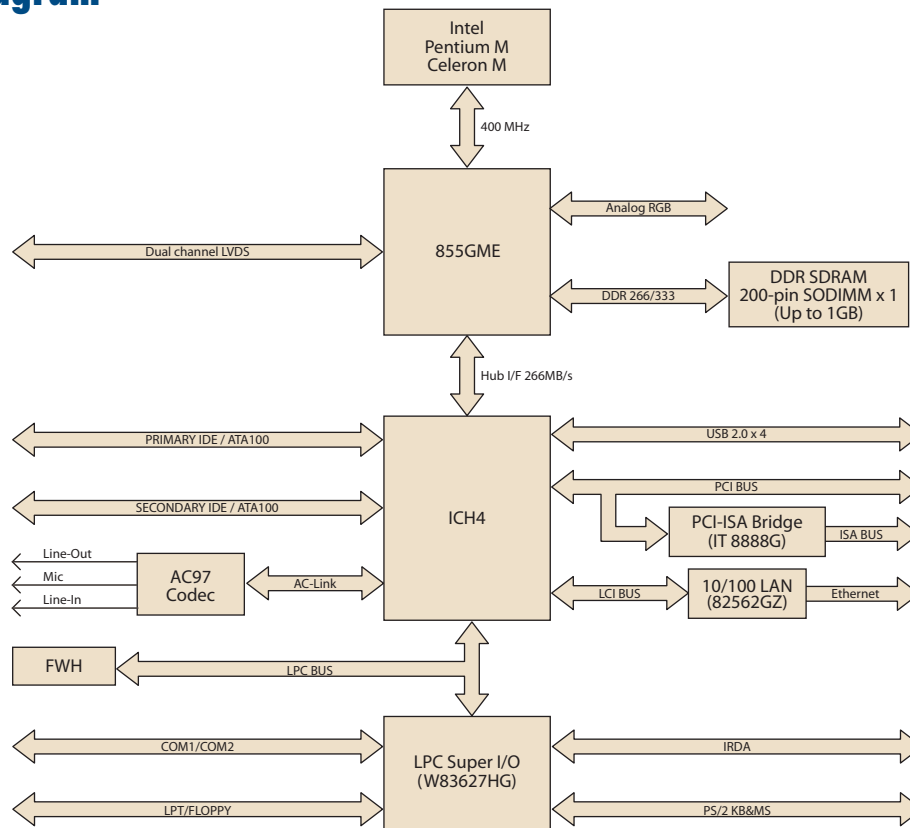 Intel
Pentium M
Celeron M
400 MHz
Analog RGB
Dual channel LVDS
855GME
DDR 266/333
DDR SDRAM
200-pin SODIMM x 1
(Up to 1GB)
Hub I/F 266MB/s
PRIMARY IDE / ATA100
USB 2.0 x 4
PCI BUS
SECONDARY IDE / ATA100
ICH4
PCI-ISA Bridge
(IT 8888G)
ISA BUS
Line-Out
Mic
Line-In
AC97
Codec
AC-Link
LCI BUS
10/100 LAN
(82562GZ)
Ethernet
FWH
LPC BUS
COM1/COM2
LPC Super I/O
(W83627HG)
IRDA
LPT/FLOPPY
PS/2 KB&MS